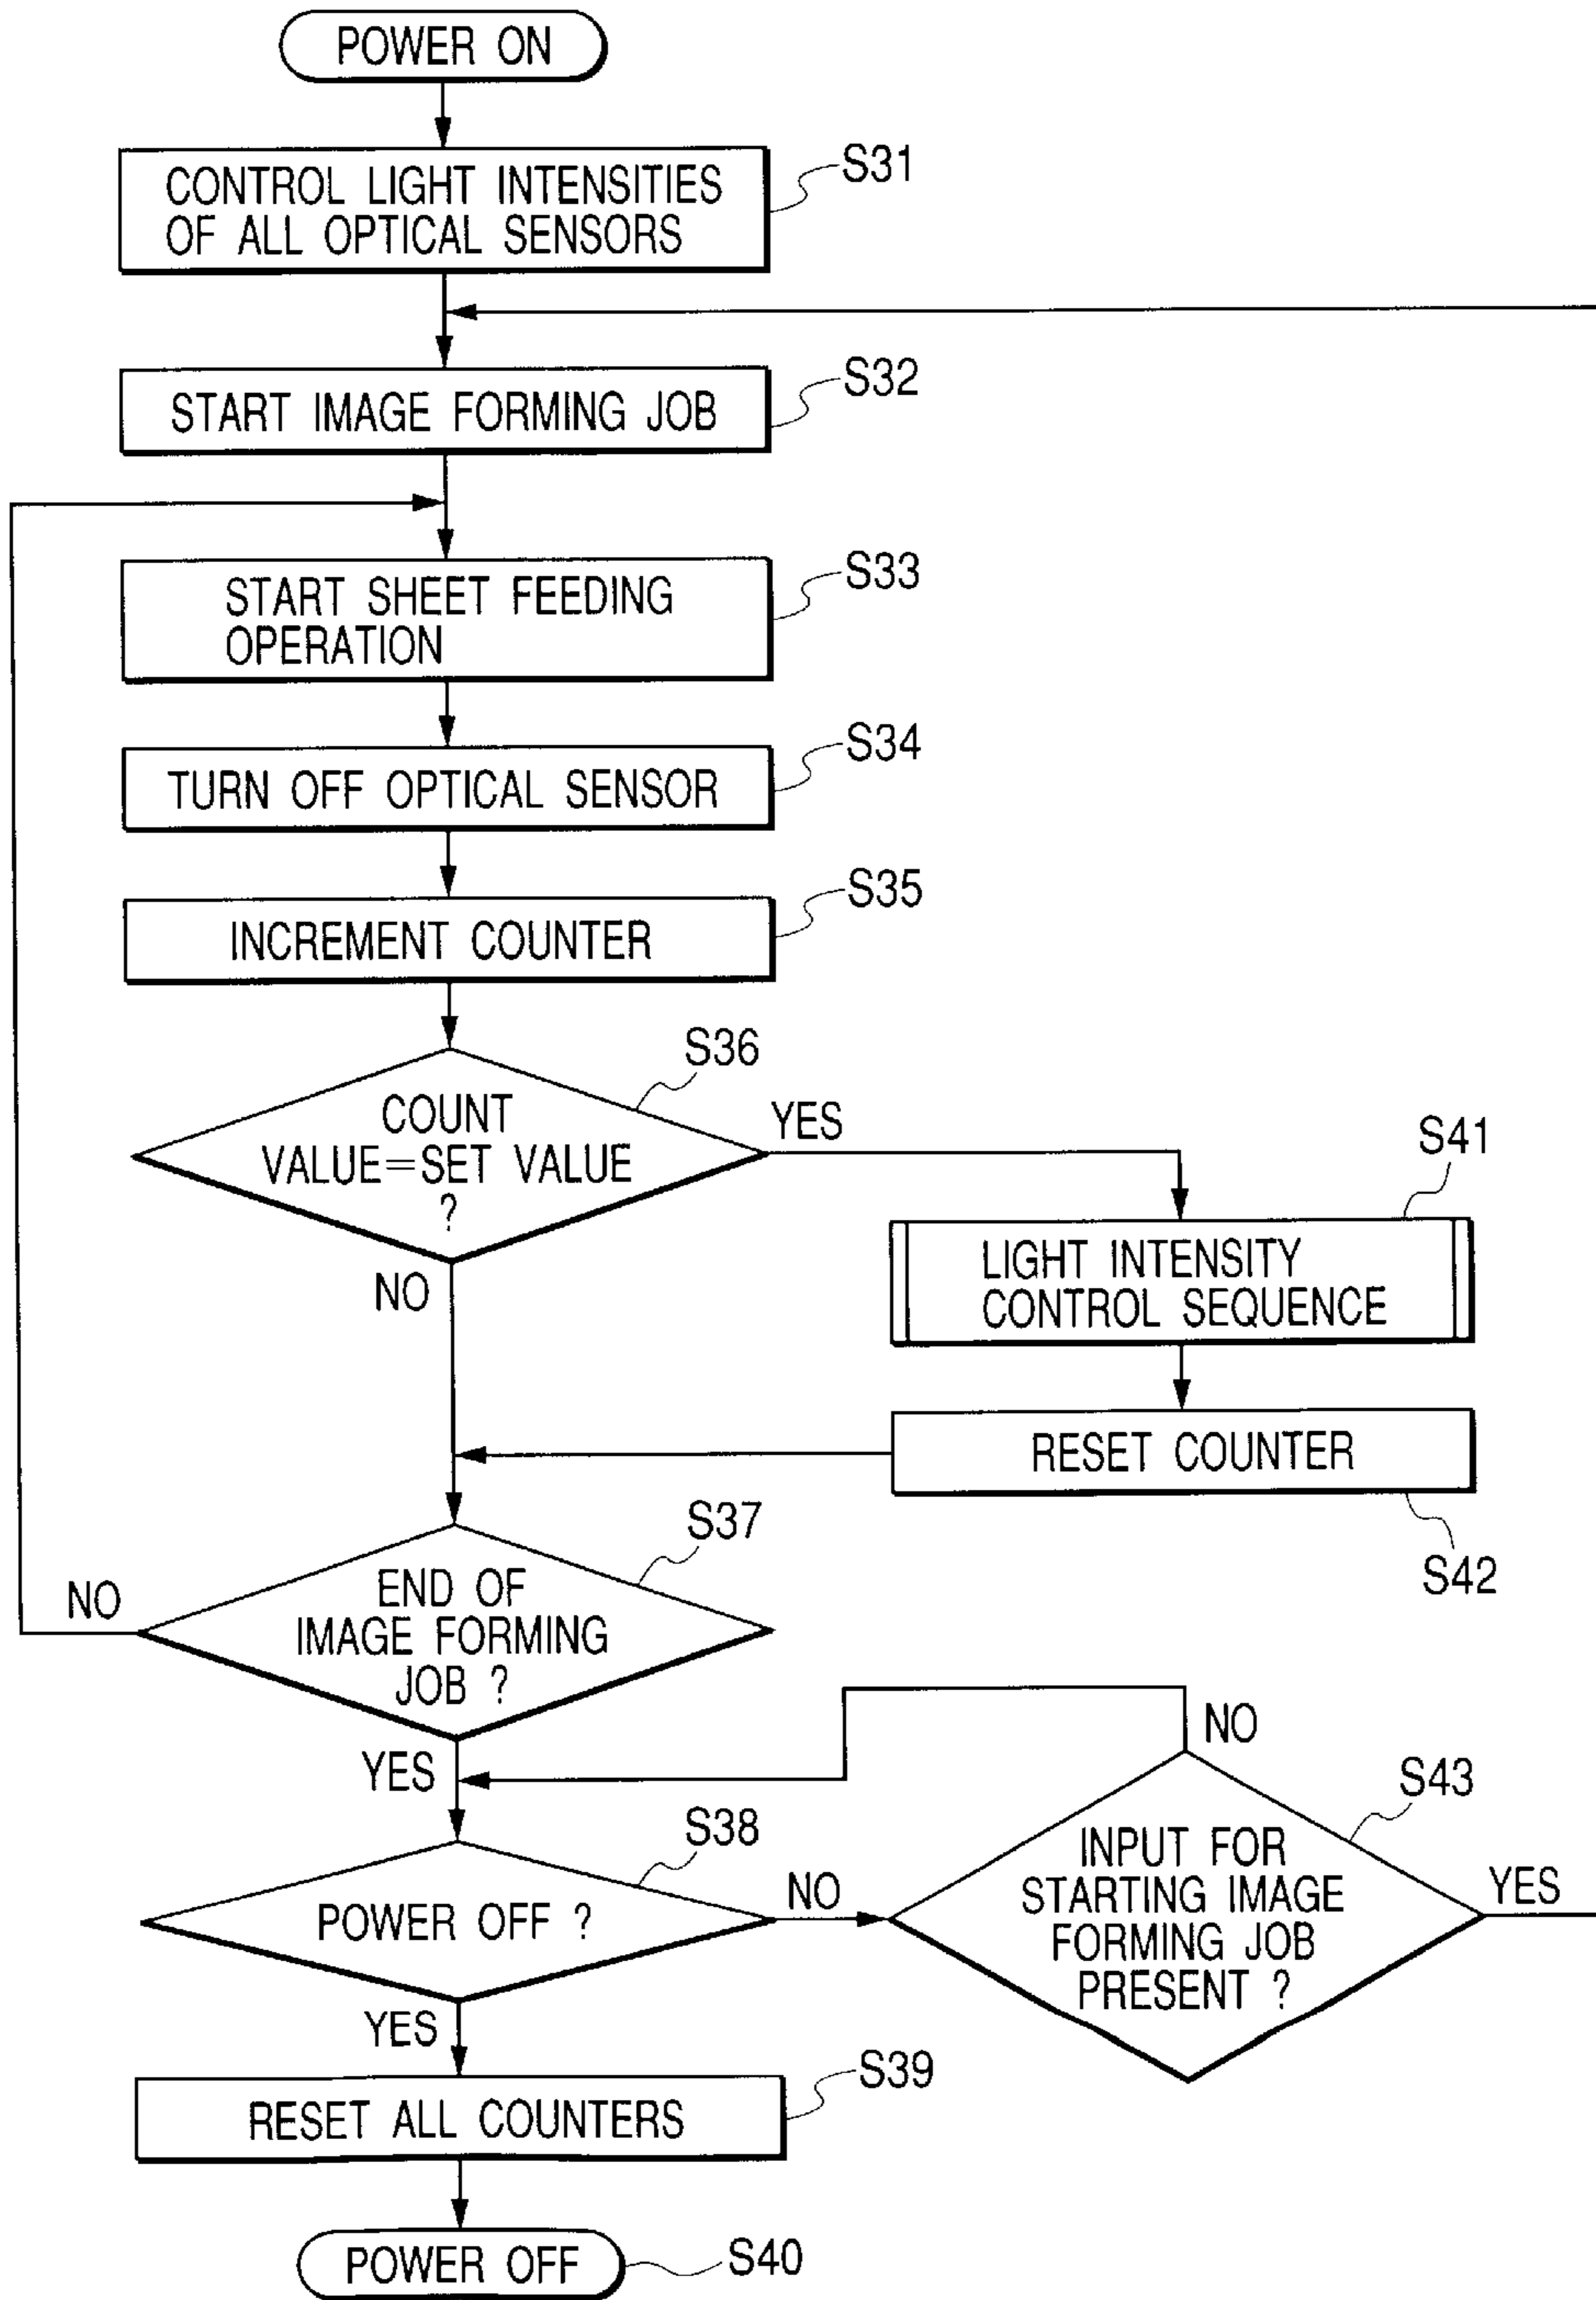 POWER ON
CONTROL LIGHT INTENSITIES
OF ALL OPTICAL SENSORS
S31
START IMAGE FORMING JOB
S32
START SHEET FEEDING
OPERATION
S33
TURN OFF OPTICAL SENSOR
S34
INCREMENT COUNTER
S35
COUNT
VALUE=SET VALUE
?
S36
YES
NO
S41
LIGHT INTENSITY
CONTROL SEQUENCE
RESET COUNTER
S42
END OF
IMAGE FORMING
JOB ?
S37
NO
YES
POWER OFF ?
S38
NO
YES
INPUT FOR
STARTING IMAGE
FORMING JOB
PRESENT ?
S43
NO
YES
RESET ALL COUNTERS
S39
POWER OFF
S40